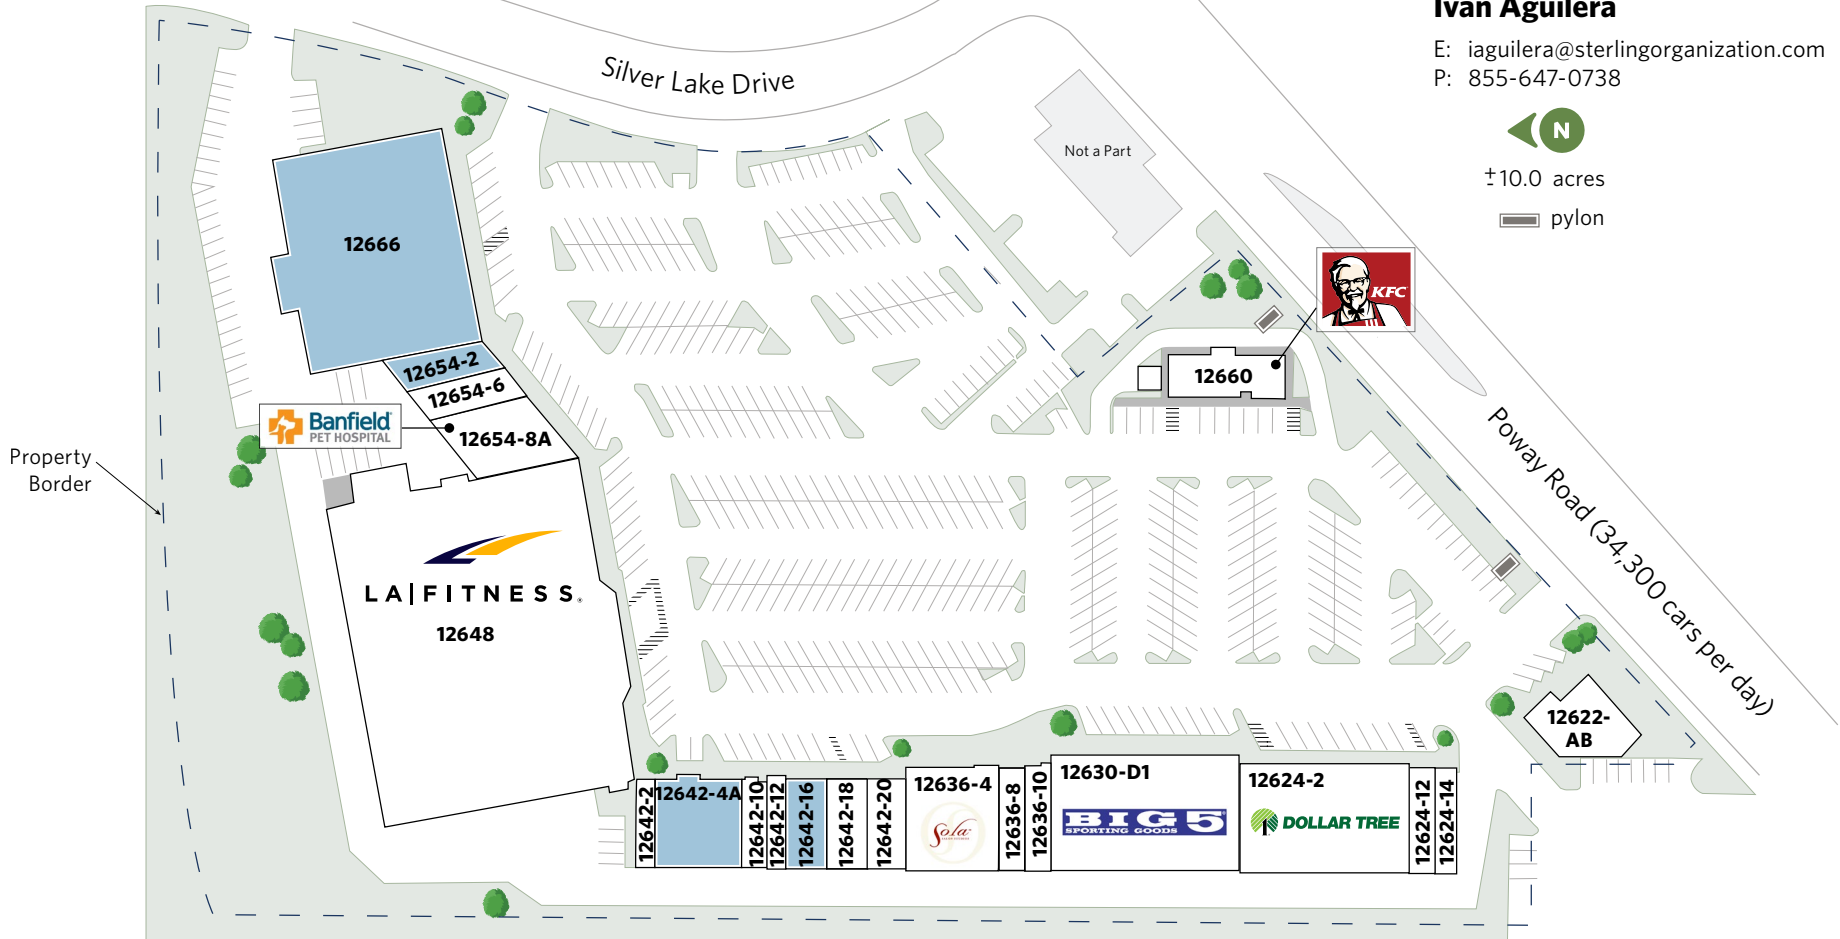 Ivan Aguilera
E: iaguilera@sterlingorganization.com
P: 855-647-0738
N
±10.0 acres
pylon
Silver Lake Drive
Not a Part
12666
KFC
12654-2
12654-6
12660
Banfield
PET HOSPITAL
12654-8A
Property
Border
Poway Road (34,300 cars per day)
LA|FITNESS.
12648
12622-
AB
12642-2
12642-4A
12642-10
12642-12
12642-16
12642-18
12642-20
12636-4
Sola
12636-8
12636-10
12630-D1
BIG 5
SPORTING GOODS
12624-2
DOLLAR TREE
12624-12
12624-14